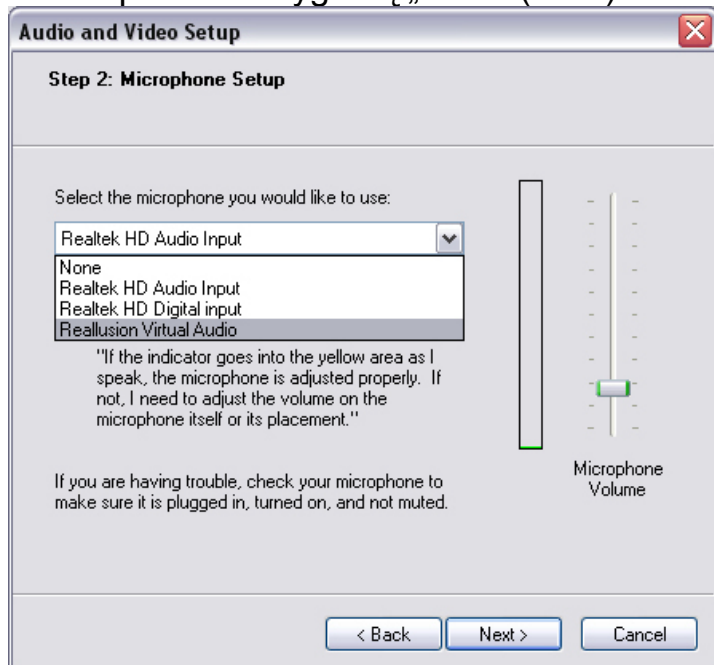 Audio and Video Setup
Step 2: Microphone Setup
Select the microphone you would like to use:
Realtek HD Audio Input
None
Realtek HD Audio Input
Realtek HD Digital input
Reallusion Virtual Audio
"If the indicator goes into the yellow area as I
speak, the microphone is adjusted properly. If
not, I need to adjust the volume on the
microphone itself or its placement."
If you are having trouble, check your microphone to
make sure it is plugged in, turned on, and not muted.
Microphone
Volume
< Back
Next >
Cancel